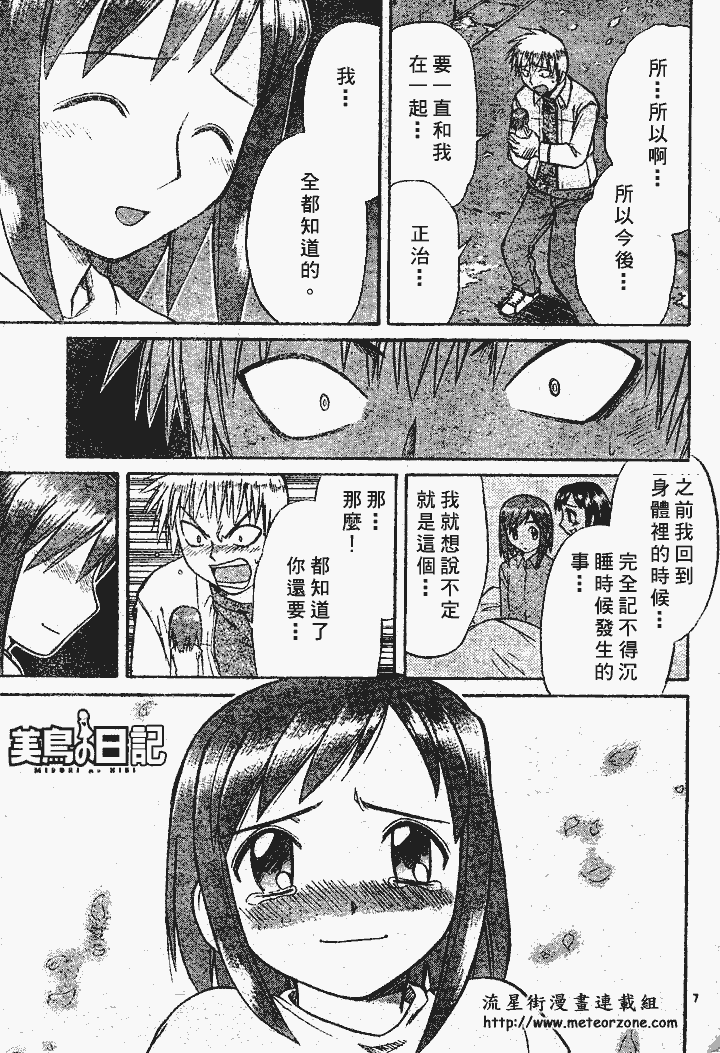 所…所以啊…
所以今後…
要一直和我
在一起…
正治…
我…
全都知道的。
之前我回到
身體裡的時候…
完全記不得沉
睡時候發生的
事…
我就想說不定
就是這個…
那…
那麼！
都知道了
你還要…
美鳥の日記
MIDORI no HIBI
7
流星街漫畫連載組
http://www.meteorzone.com